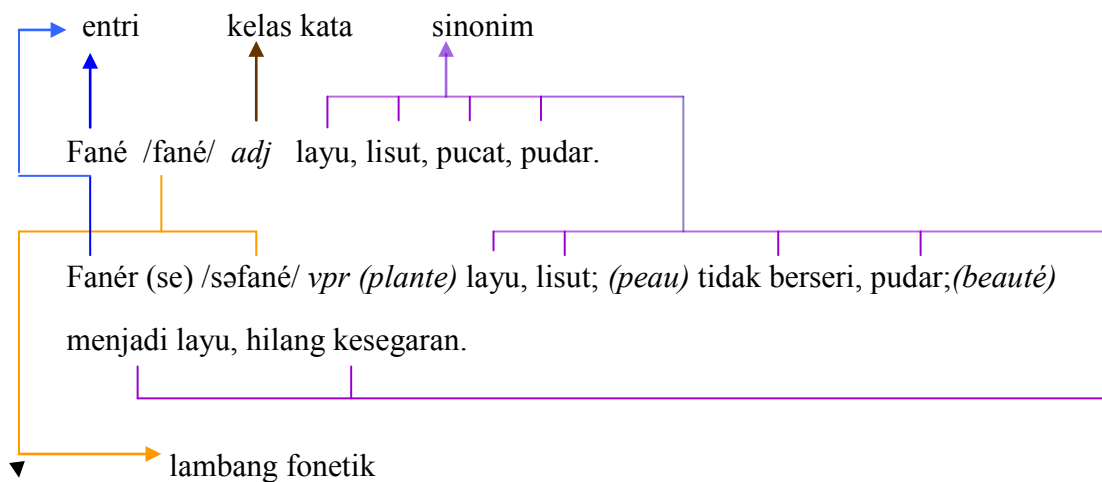 entri kelas kata sinonim
Fané /fané/ adj layu, lisut, pucat, pudar.
Fanér (se) /səfané/ vpr (plante) layu, lisut; (peau) tidak berseri, pudar;(beauté)
menjadi layu, hilang kesegaran.
lambang fonetik